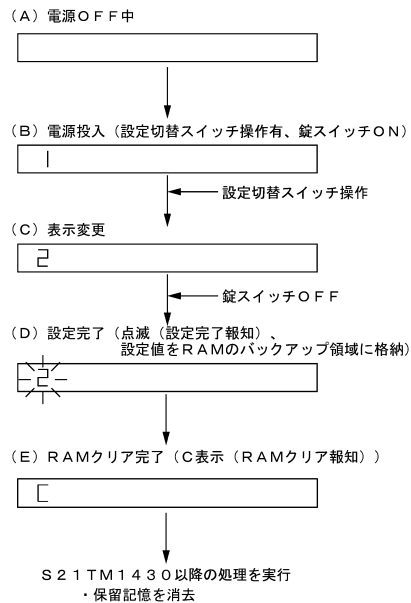 （Ａ）電源ＯＦＦ中
（Ｂ）電源投入（設定切替スイッチ操作有、錠スイッチＯＮ）
1
設定切替スイッチ操作
（Ｃ）表示変更
2
錠スイッチＯＦＦ
（Ｄ）設定完了（点滅（設定完了報知）、
設定値をＲＡＭのバックアップ領域に格納）
2
（Ｅ）ＲＡＭクリア完了（Ｃ表示（ＲＡＭクリア報知））
C
Ｓ２１ＴＭ１４３０以降の処理を実行
・保留記憶を消去